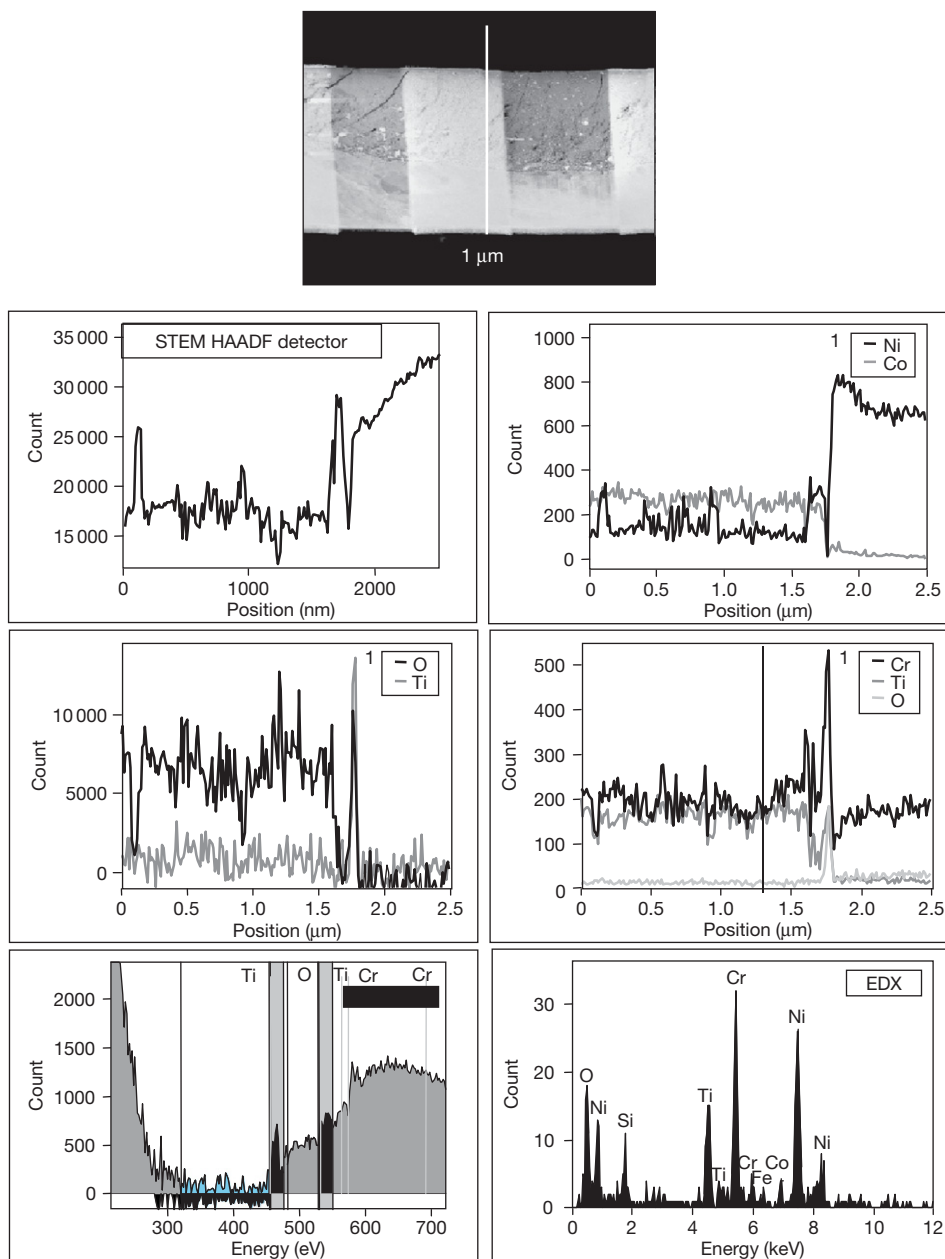 1 μm
STEM HAADF detector
35 000
30 000
25 000
20 000
15 000
Count
0
1000
2000
Position (nm)
1
Ni
Co
1000
800
600
400
200
0
Count
0
0.5
1.0
1.5
2.0
2.5
Position (μm)
1
O
Ti
10 000
5000
0
Count
0
0.5
1.0
1.5
2.0
2.5
Position (μm)
1
Cr
Ti
O
500
400
300
200
100
0
Count
0
0.5
1.0
1.5
2.0
2.5
Position (μm)
Ti O Ti Cr Cr
2000
1500
1000
500
0
Count
300
400
500
600
700
Energy (eV)
EDX
30
20
10
0
Count
O
Ni
Si
Ti
Ti
Cr
Cr
Fe
Co
Ni
Ni
0
2
4
6
8
10
12
Energy (keV)